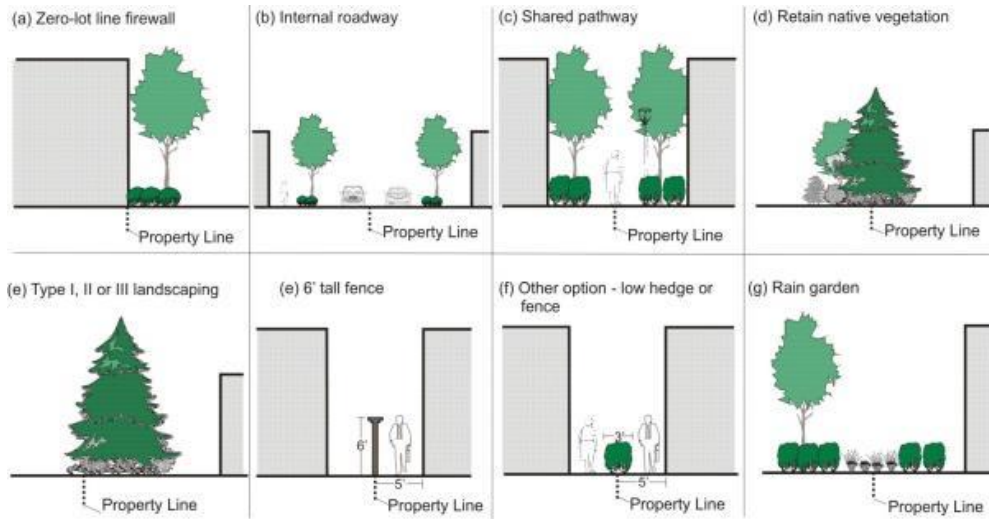 (a) Zero-lot line firewall
(b) Internal roadway
(c) Shared pathway
(d) Retain native vegetation
Property Line
Property Line
Property Line
Property Line
(e) Type I, II or III landscaping
(e) 6' tall fence
(f) Other option - low hedge or
fence
(g) Rain garden
6'
5'
3'
5'
Property Line
Property Line
Property Line
Property Line